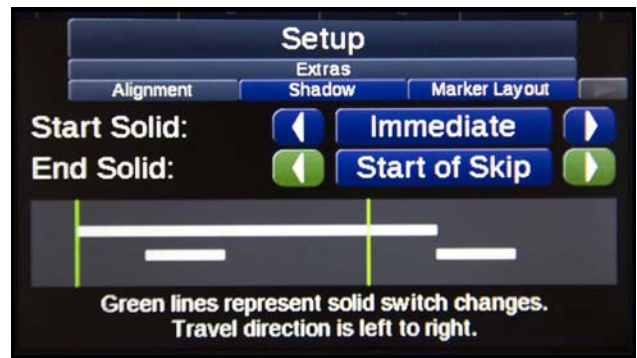 Setup
Extras
Alignment Shadow Marker Layout
Start Solid: Immediate
End Solid: Start of Skip
Green lines represent solid switch changes.
Travel direction is left to right.